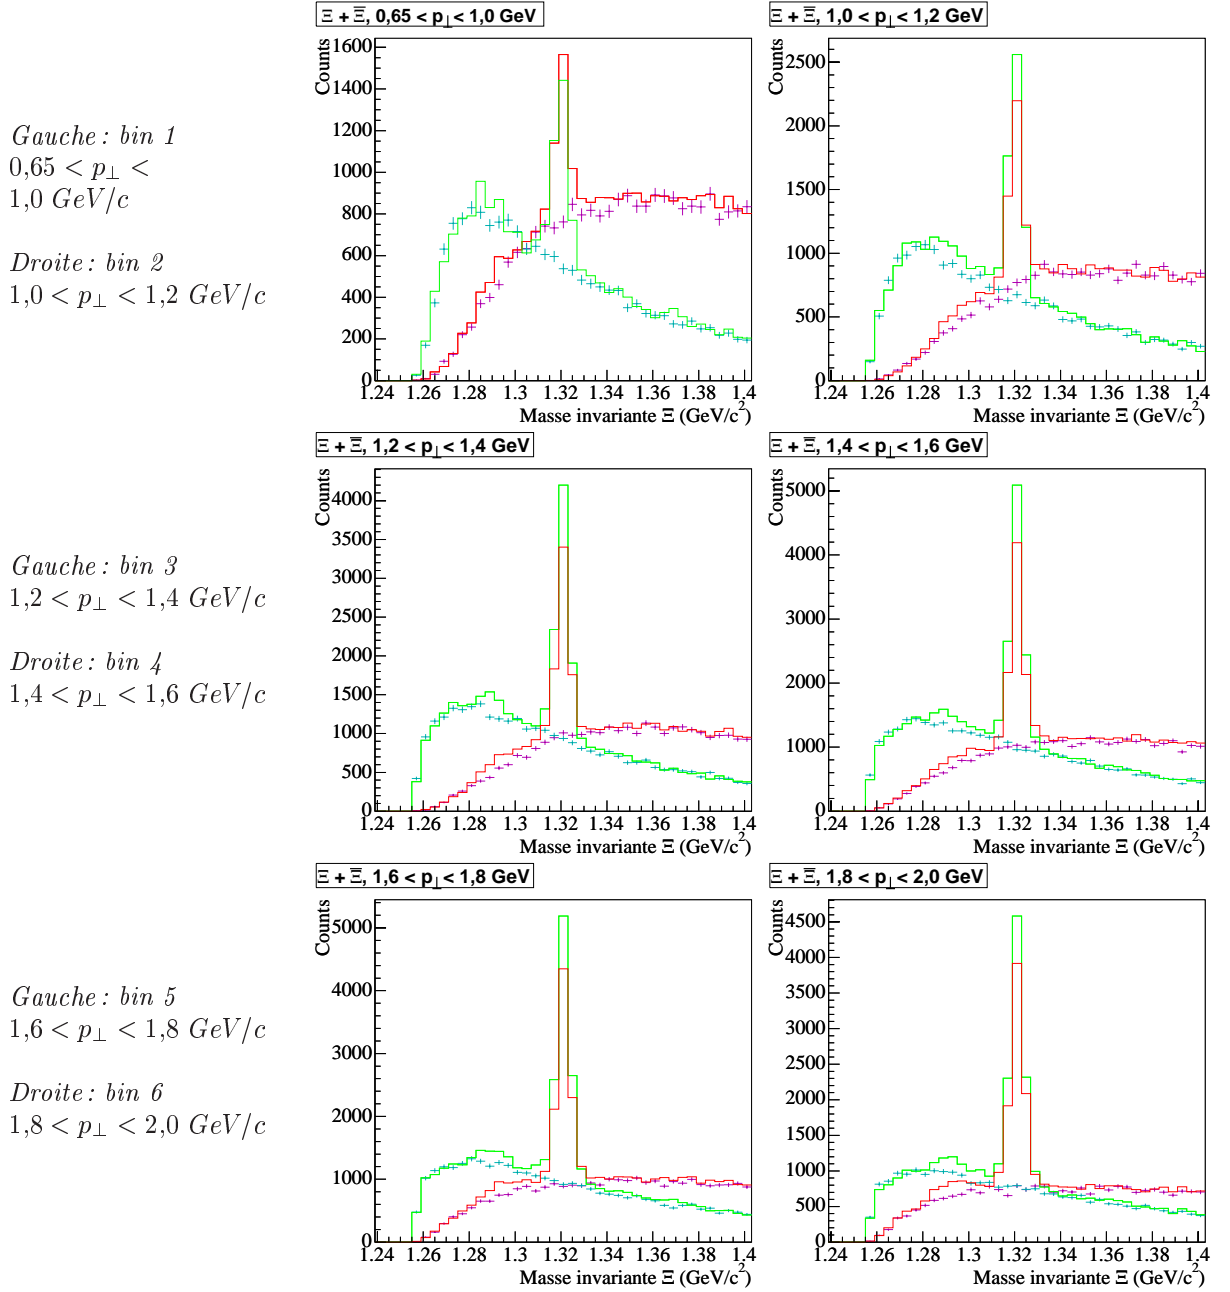 Ξ + Ξ̅, 0,65 < p⊥< 1,0 GeV
Ξ + Ξ̅, 1,0 < p⊥< 1,2 GeV
Gauche : bin 1
0,65 < p⊥ <
1,0 GeV/c
Droite : bin 2
1,0 < p⊥ < 1,2 GeV/c
Counts
1600
1400
1200
1000
800
600
400
200
0
1.24 1.26 1.28 1.3 1.32 1.34 1.36 1.38 1.4
Masse invariante Ξ (GeV/c²)
Counts
2500
2000
1500
1000
500
0
1.24 1.26 1.28 1.3 1.32 1.34 1.36 1.38 1.4
Masse invariante Ξ (GeV/c²)
Ξ + Ξ̅, 1,2 < p⊥< 1,4 GeV
Ξ + Ξ̅, 1,4 < p⊥< 1,6 GeV
Gauche : bin 3
1,2 < p⊥ < 1,4 GeV/c
Droite : bin 4
1,4 < p⊥ < 1,6 GeV/c
Counts
4000
3500
3000
2500
2000
1500
1000
500
0
1.24 1.26 1.28 1.3 1.32 1.34 1.36 1.38 1.4
Masse invariante Ξ (GeV/c²)
Counts
5000
4000
3000
2000
1000
0
1.24 1.26 1.28 1.3 1.32 1.34 1.36 1.38 1.4
Masse invariante Ξ (GeV/c²)
Ξ + Ξ̅, 1,6 < p⊥< 1,8 GeV
Ξ + Ξ̅, 1,8 < p⊥< 2,0 GeV
Gauche : bin 5
1,6 < p⊥ < 1,8 GeV/c
Droite : bin 6
1,8 < p⊥ < 2,0 GeV/c
Counts
5000
4000
3000
2000
1000
0
1.24 1.26 1.28 1.3 1.32 1.34 1.36 1.38 1.4
Masse invariante Ξ (GeV/c²)
Counts
4500
4000
3500
3000
2500
2000
1500
1000
500
0
1.24 1.26 1.28 1.3 1.32 1.34 1.36 1.38 1.4
Masse invariante Ξ (GeV/c²)